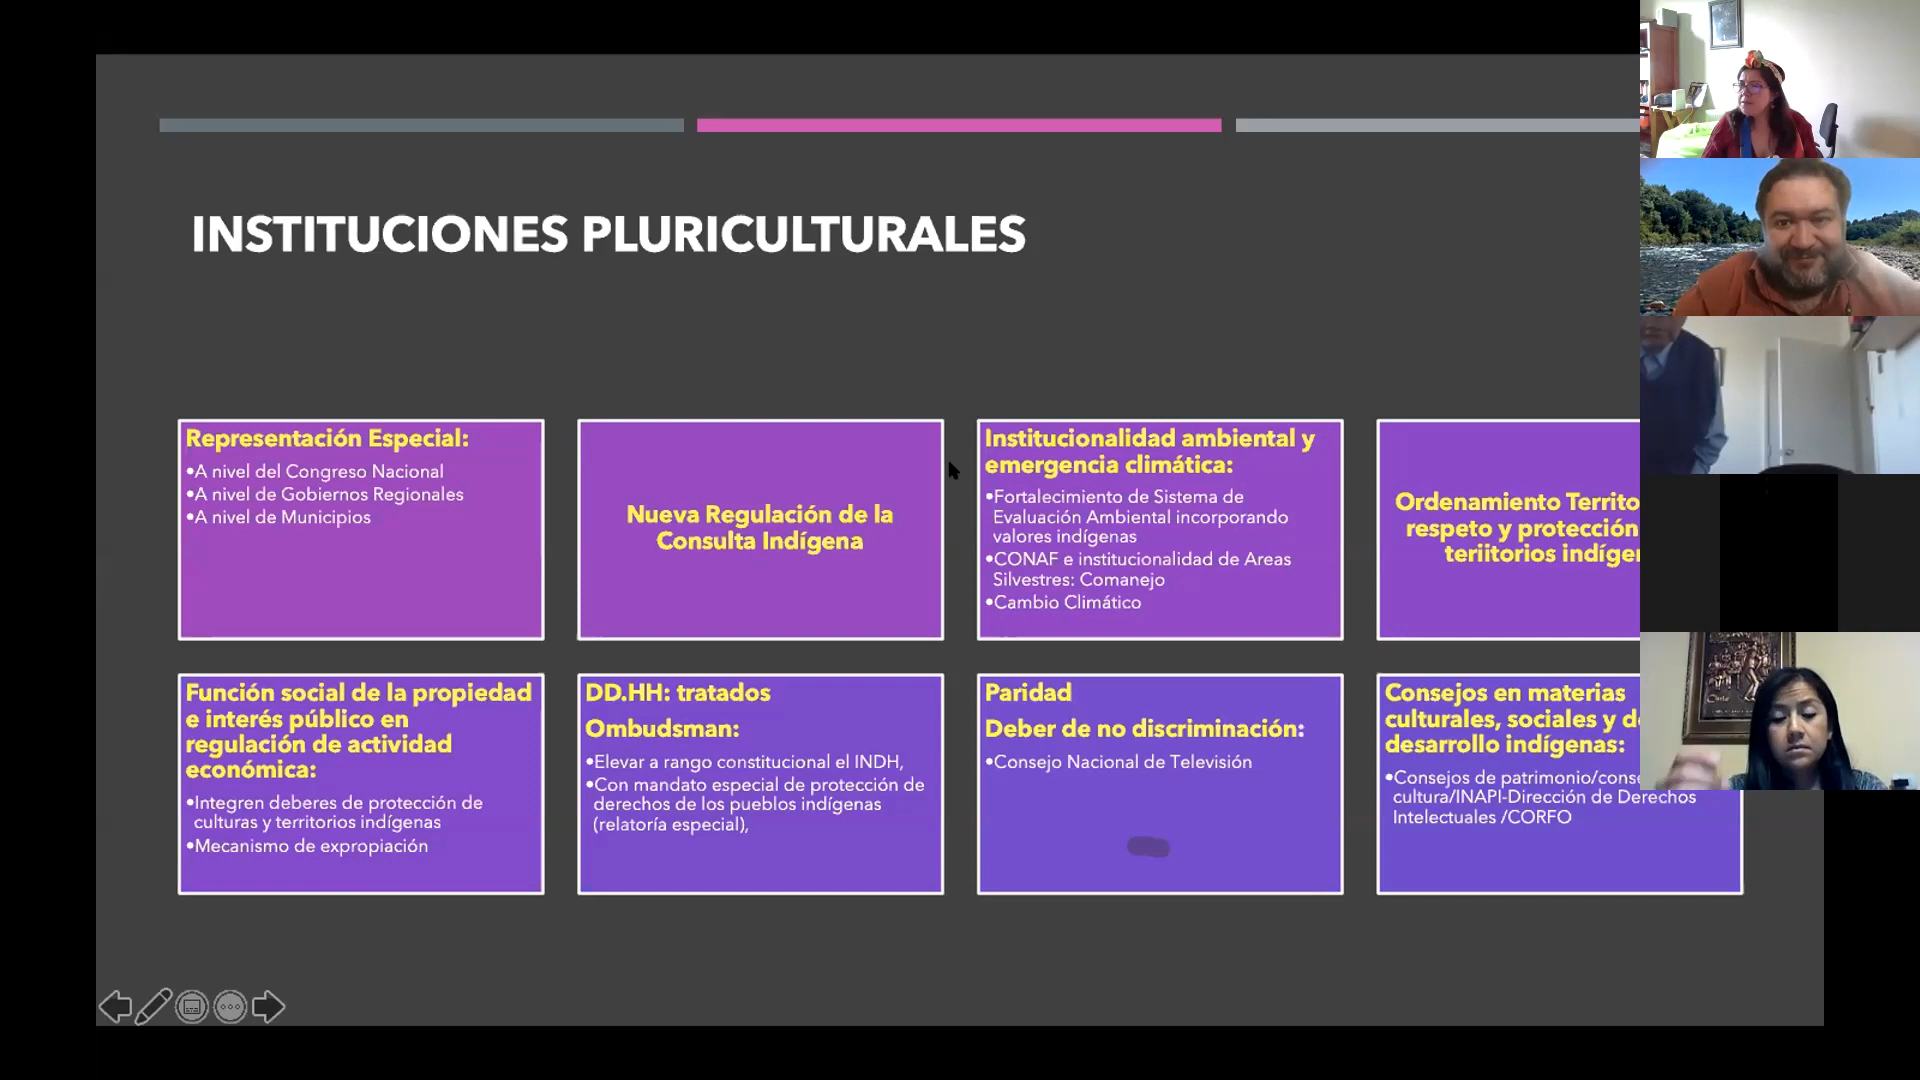 INSTITUCIONES PLURICULTURALES
Representación Especial:
•A nivel del Congreso Nacional
•A nivel de Gobiernos Regionales
•A nivel de Municipios
Nueva Regulación de la
Consulta Indígena
Institucionalidad ambiental y
emergencia climática:
•Fortalecimiento de Sistema de
Evaluación Ambiental incorporando
valores indígenas
•CONAF e institucionalidad de Areas
Silvestres: Comanejo
•Cambio Climático
Ordenamiento
respeto y protección
teriitorios
Función social de la propiedad
e interés público en
regulación de actividad
económica:
•Integren deberes de protección de
culturas y territorios indígenas
•Mecanismo de expropiación
DD.HH: tratados
Ombudsman:
•Elevar a rango constitucional el INDH,
•Con mandato especial de protección de
derechos de los pueblos indígenas
(relatoría especial),
Paridad
Deber de no discriminación:
•Consejo Nacional de Televisión
Consejos en materias
culturales, sociales y
desarrollo indígenas:
•Consejos de patrimonio/
cultura/INAPI-Dirección de Derechos
Intelectuales /CORFO